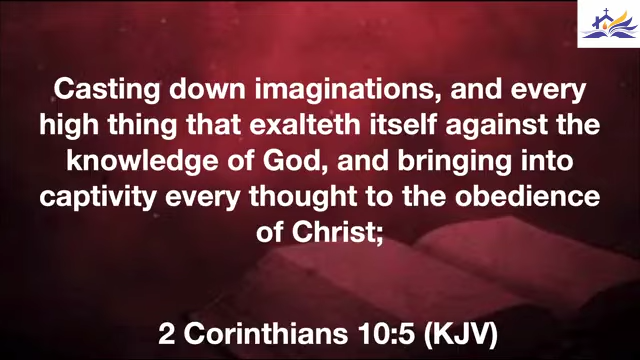 Casting down imaginations, and every
high thing that exalteth itself against the
knowledge of God, and bringing into
captivity every thought to the obedience
of Christ;
2 Corinthians 10:5 (KJV)